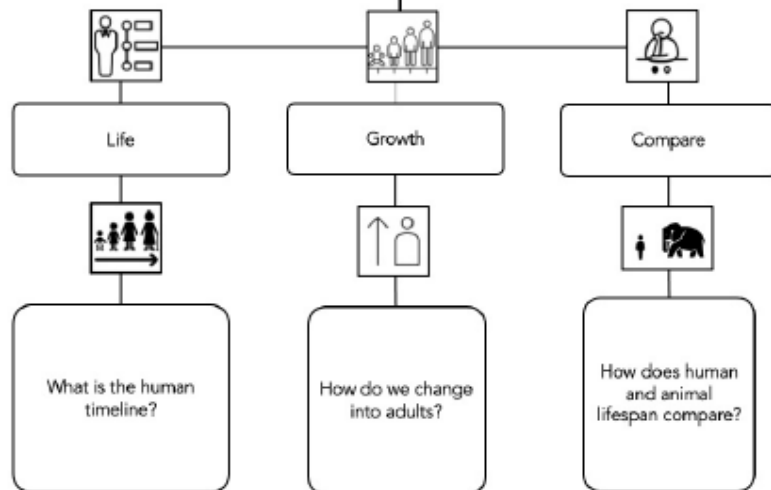 Life
Growth
Compare
What is the human
timeline?
How do we change
into adults?
How does human
and animal
lifespan compare?